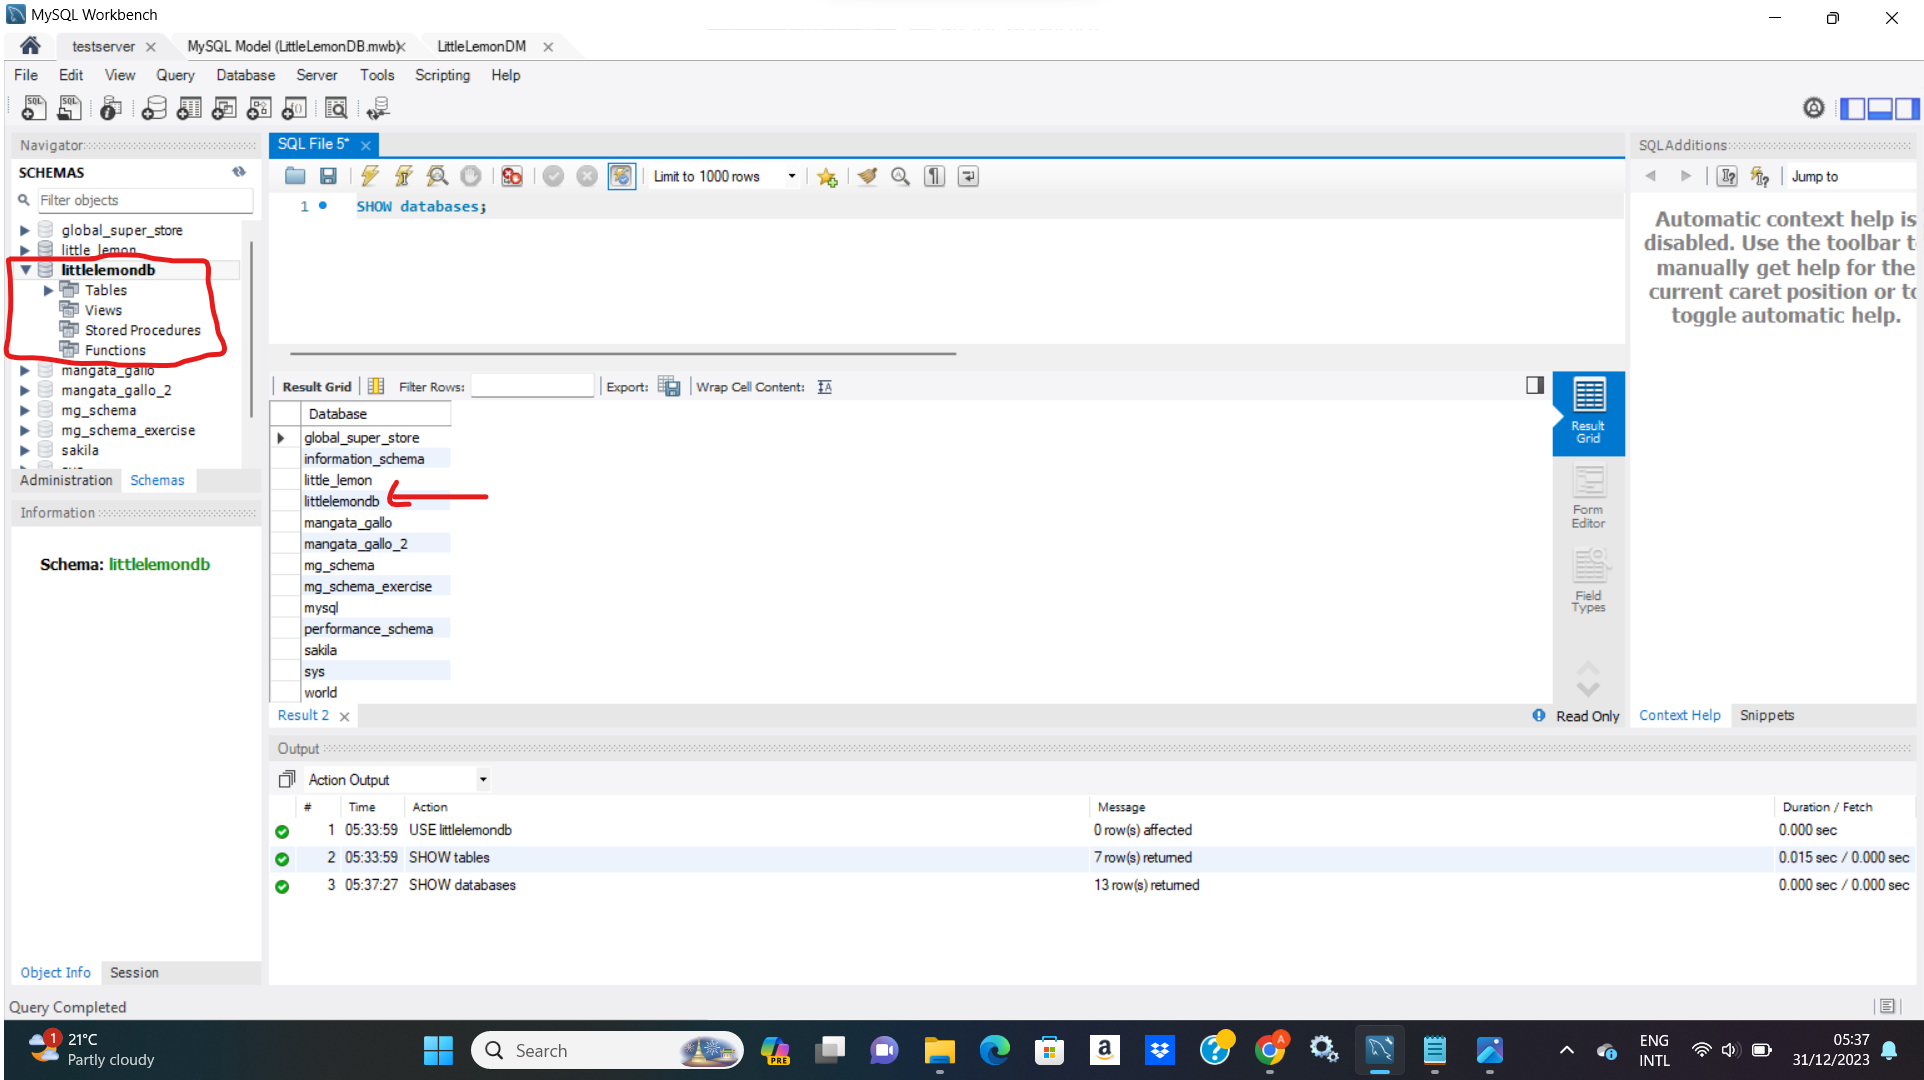 MySQL Workbench
testserver
MySQL Model (LittleLemonDB.mwb)
LittleLemonDM
File Edit View Query Database Server Tools Scripting Help
Navigator
SCHEMAS
Filter objects
global_super_store
little_lemon
littlelemondb
Tables
Views
Stored Procedures
Functions
mangata_gallo
mangata_gallo_2
mg_schema
mg_schema_exercise
sakila
Administration Schemas
Information
Schema: littlelemondb
Object Info Session
SQL File 5*
Limit to 1000 rows
1 SHOW databases;
Result Grid Filter Rows: Export: Wrap Cell Content:
Database
global_super_store
information_schema
little_lemon
littlelemondb
mangata_gallo
mangata_gallo_2
mg_schema
mg_schema_exercise
mysql
performance_schema
sakila
sys
world
Result Grid
Form Editor
Field Types
Result 2
Read Only
SQLAdditions
Jump to
Automatic context help is
disabled. Use the toolbar
manually get help for the
current caret position or to
toggle automatic help.
Context Help Snippets
Output
Action Output
# Time Action Message Duration / Fetch
1 05:33:59 USE littlelemondb 0 row(s) affected 0.000 sec
2 05:33:59 SHOW tables 7 row(s) returned 0.015 sec / 0.000 sec
3 05:37:27 SHOW databases 13 row(s) returned 0.000 sec / 0.000 sec
Query Completed
1
21°C
Partly cloudy
Search
PRE
ENG
INTL
05:37
31/12/2023